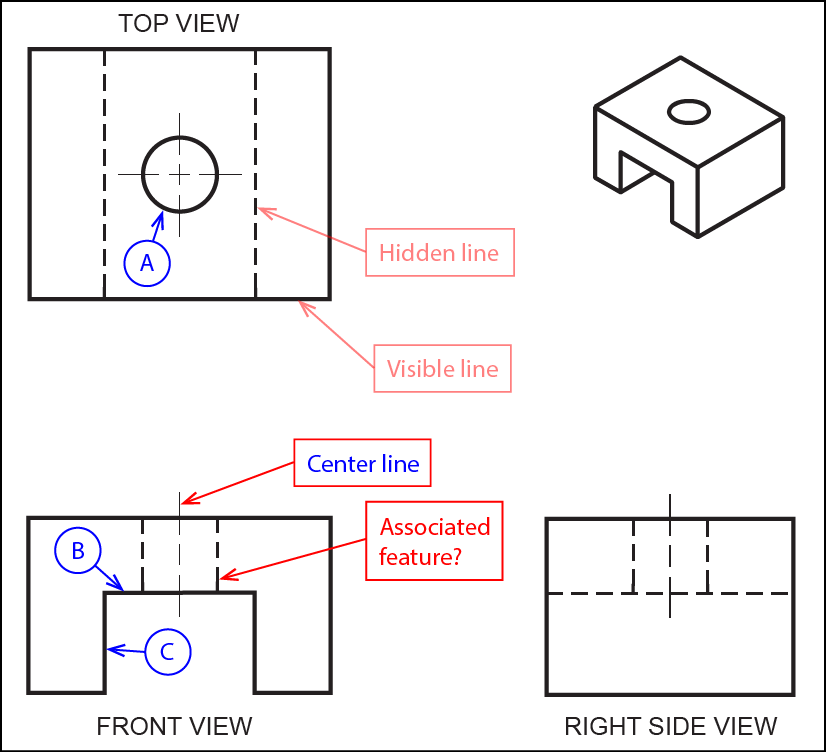 TOP VIEW
A
Hidden line
Visible line
Center line
Associated
feature?
B
C
FRONT VIEW
RIGHT SIDE VIEW